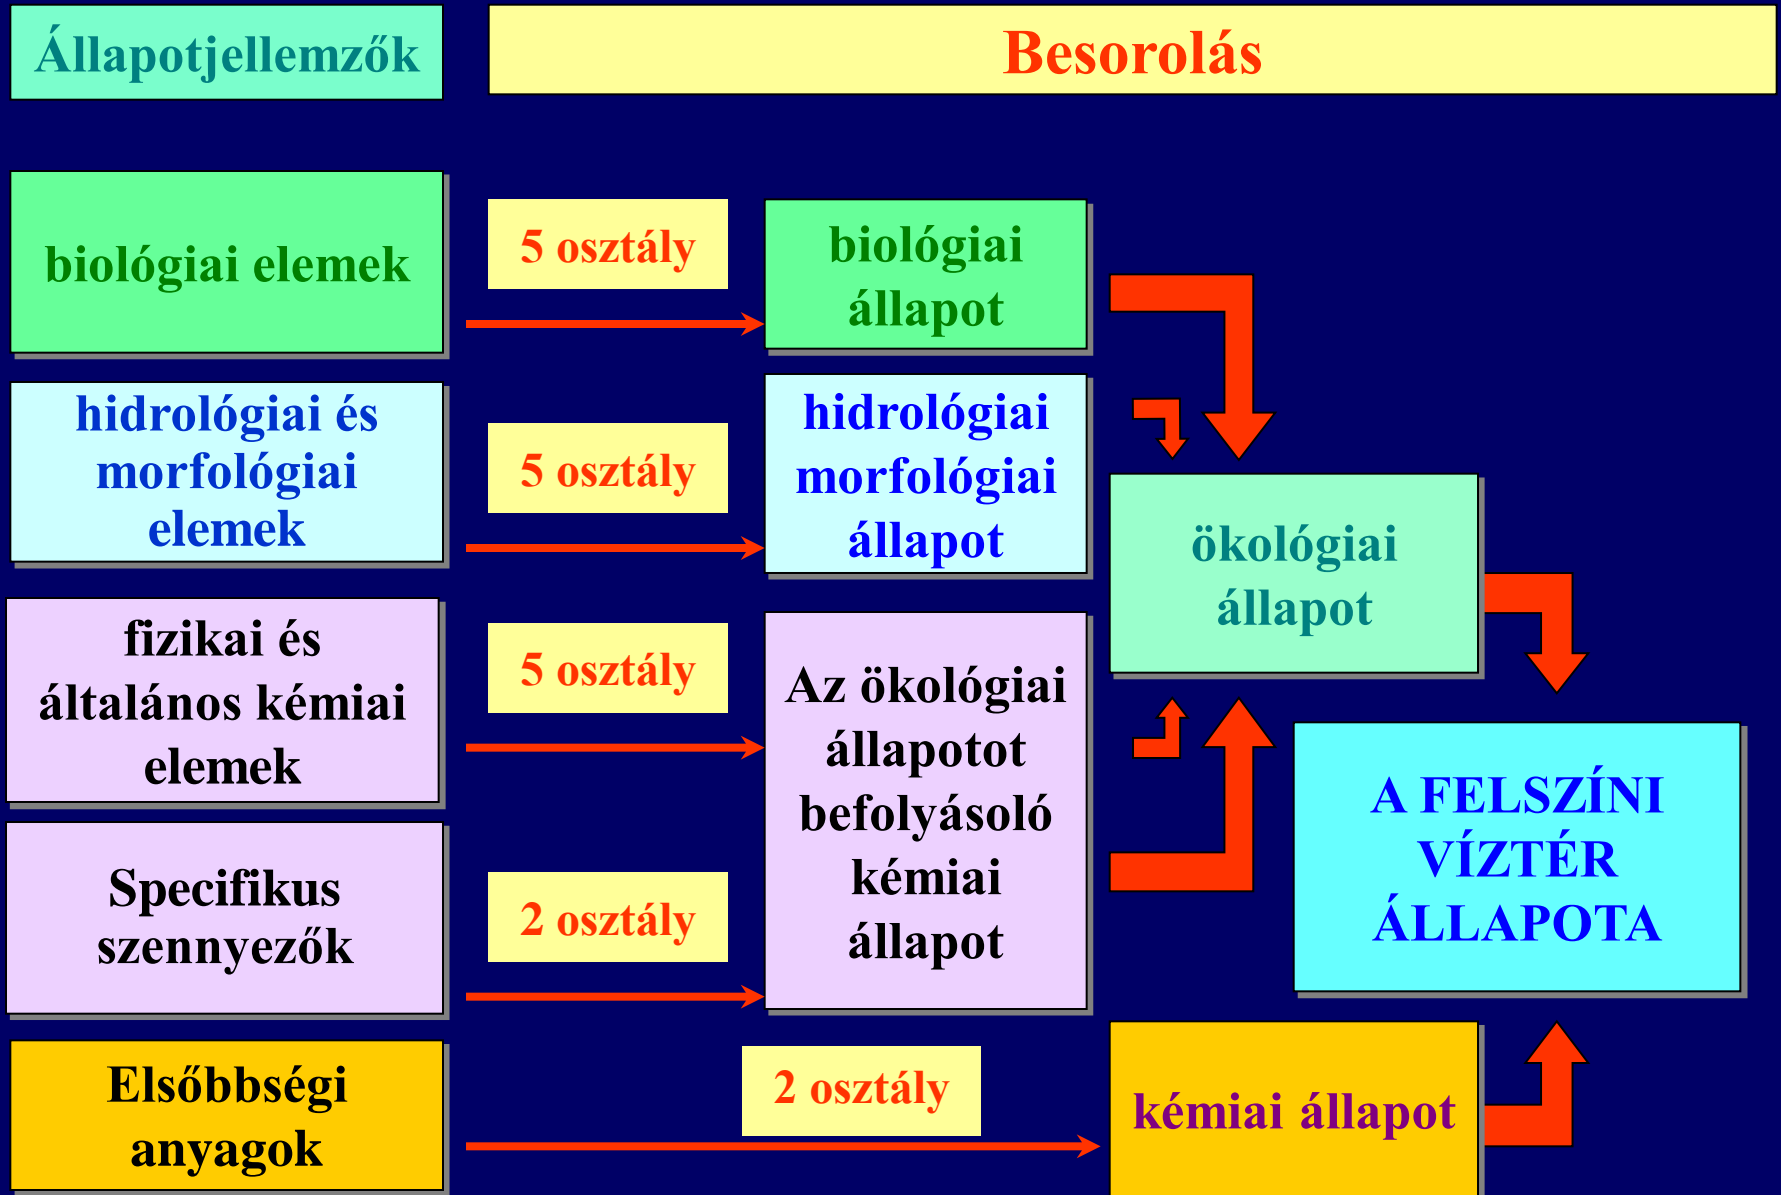 Állapotjellemzők
Besorolás
biológiai elemek
5 osztály
biológiai
állapot
hidrológiai és
morfológiai
elemek
5 osztály
hidrológiai
morfológiai
állapot
fizikai és
általános kémiai
elemek
5 osztály
Az ökológiai
állapotot
befolyásoló
kémiai
állapot
Specifikus
szennyezők
2 osztály
ökológiai
állapot
A FELSZÍNI
VÍZTÉR
ÁLLAPOTA
Elsőbbségi
anyagok
2 osztály
kémiai állapot